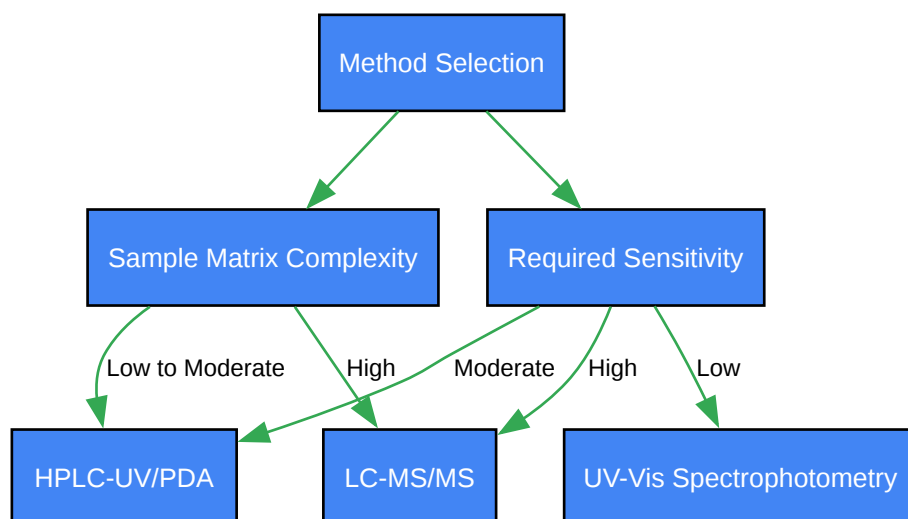 Method Selection
Sample Matrix Complexity
Required Sensitivity
Low to Moderate
High
Moderate
High
Low
HPLC-UV/PDA
LC-MS/MS
UV-Vis Spectrophotometry